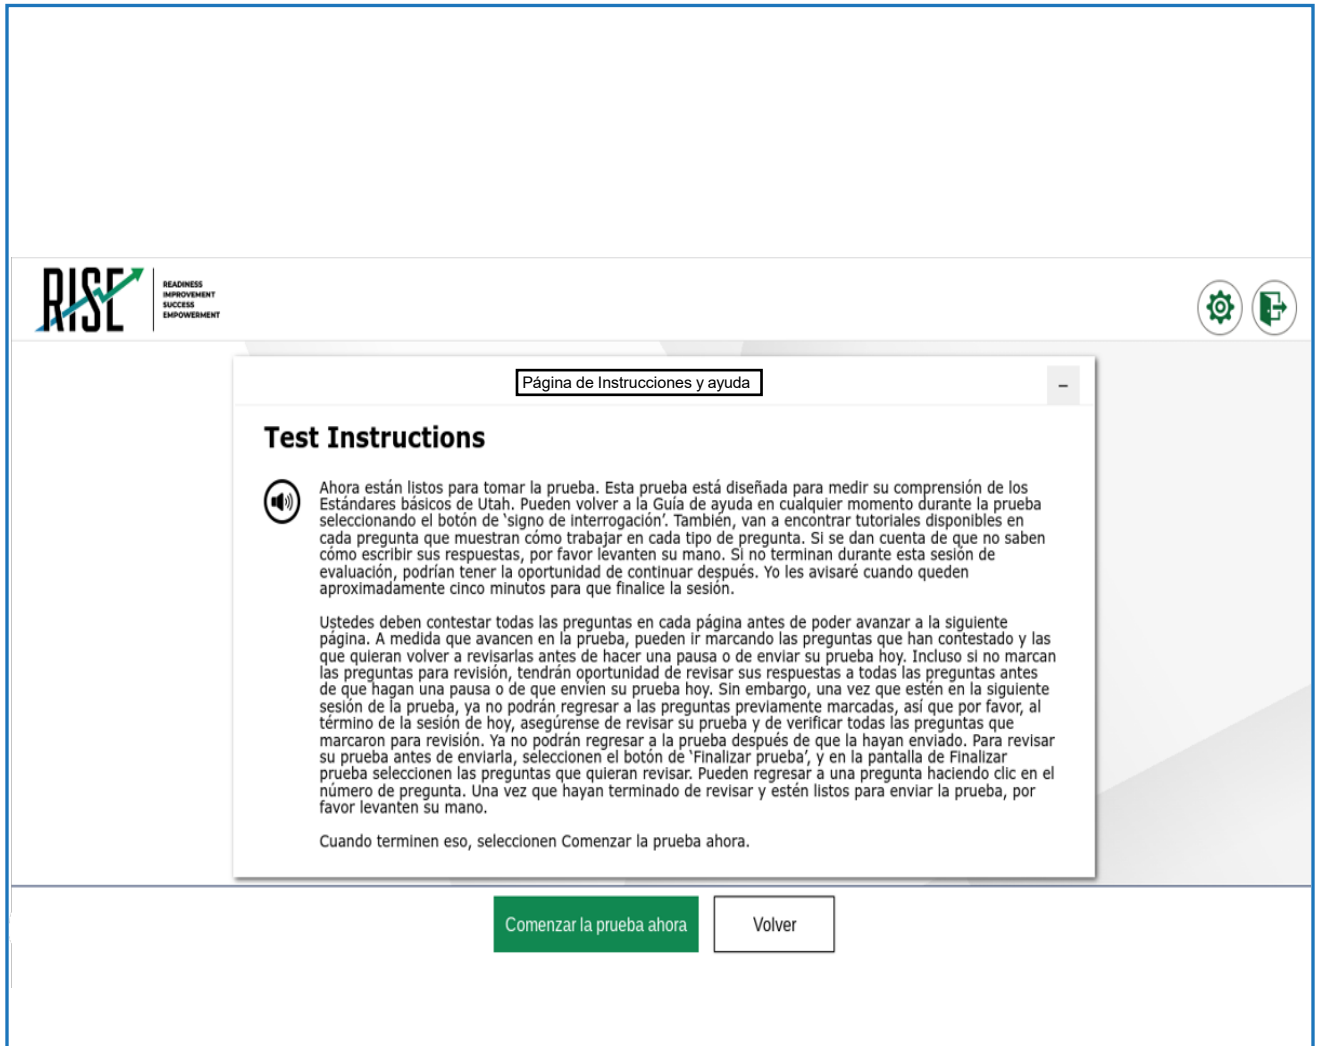 RISE
READINESS
IMPROVEMENT
SUCCESS
EMPOWERMENT
Página de Instrucciones y ayuda
Test Instructions
Ahora están listos para tomar la prueba. Esta prueba está diseñada para medir su comprensión de los
Estándares básicos de Utah. Pueden volver a la Guía de ayuda en cualquier momento durante la prueba
seleccionando el botón de ‘signo de interrogación’. También, van a encontrar tutoriales disponibles en
cada pregunta que muestran cómo trabajar en cada tipo de pregunta. Si se dan cuenta de que no saben
cómo escribir sus respuestas, por favor levanten su mano. Si no terminan durante esta sesión de
evaluación, podrían tener la oportunidad de continuar después. Yo les avisaré cuando queden
aproximadamente cinco minutos para que finalice la sesión.
Ustedes deben contestar todas las preguntas en cada página antes de poder avanzar a la siguiente
página. A medida que avancen en la prueba, pueden ir marcando las preguntas que han contestado y las
que quieran volver a revisarlas antes de hacer una pausa o de enviar su prueba hoy. Incluso si no marcan
las preguntas para revisión, tendrán oportunidad de revisar sus respuestas a todas las preguntas antes
de que hagan una pausa o de que envíen su prueba hoy. Sin embargo, una vez que estén en la siguiente
sesión de la prueba, ya no podrán regresar a las preguntas previamente marcadas, así que por favor, al
término de la sesión de hoy, asegúrense de revisar su prueba y de verificar todas las preguntas que
marcaron para revisión. Ya no podrán regresar a la prueba después de que la hayan enviado. Para revisar
su prueba antes de enviarla, seleccionen el botón de ‘Finalizar prueba’, y en la pantalla de Finalizar
prueba seleccionen las preguntas que quieran revisar. Pueden regresar a una pregunta haciendo clic en el
número de pregunta. Una vez que hayan terminado de revisar y estén listos para enviar la prueba, por
favor levanten su mano.
Cuando terminen eso, seleccionen Comenzar la prueba ahora.
Comenzar la prueba ahora
Volver